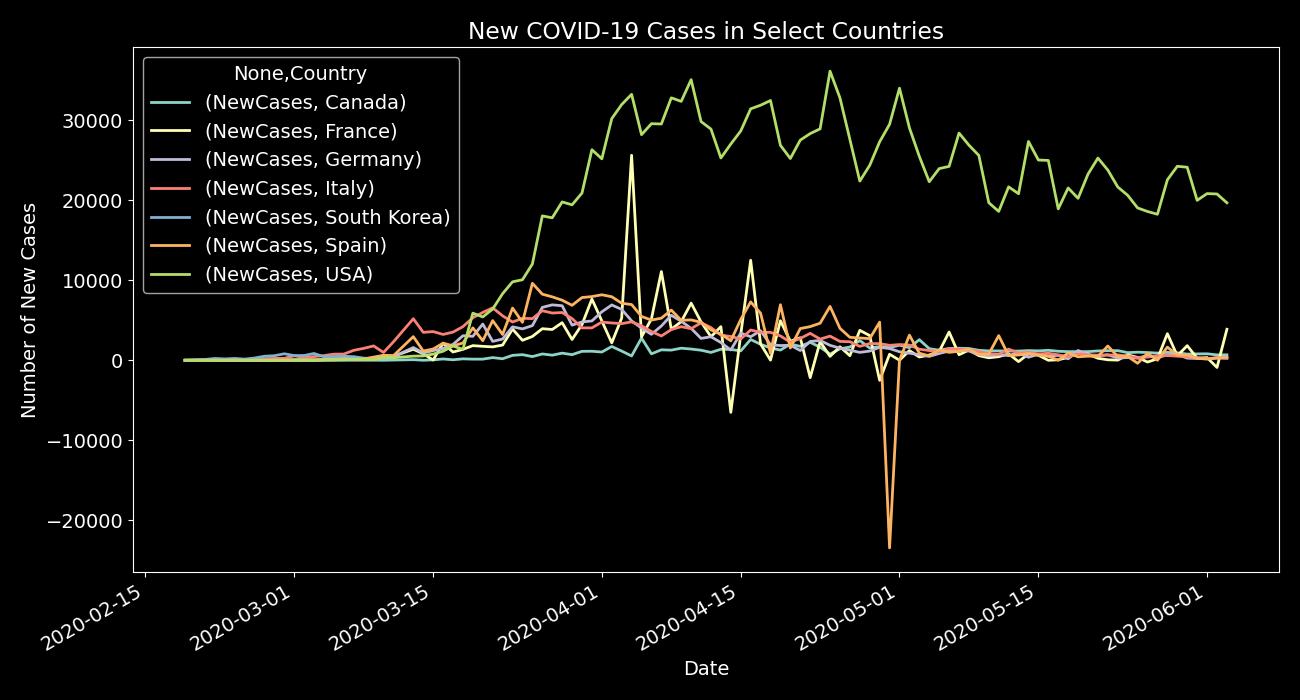 New COVID-19 Cases in Select Countries
None,Country
(NewCases, Canada)
(NewCases, France)
(NewCases, Germany)
(NewCases, Italy)
(NewCases, South Korea)
(NewCases, Spain)
(NewCases, USA)
30000
20000
10000
0
−10000
−20000
Number of New Cases
2020-02-15
2020-03-01
2020-03-15
2020-04-01
2020-04-15
2020-05-01
2020-05-15
2020-06-01
Date